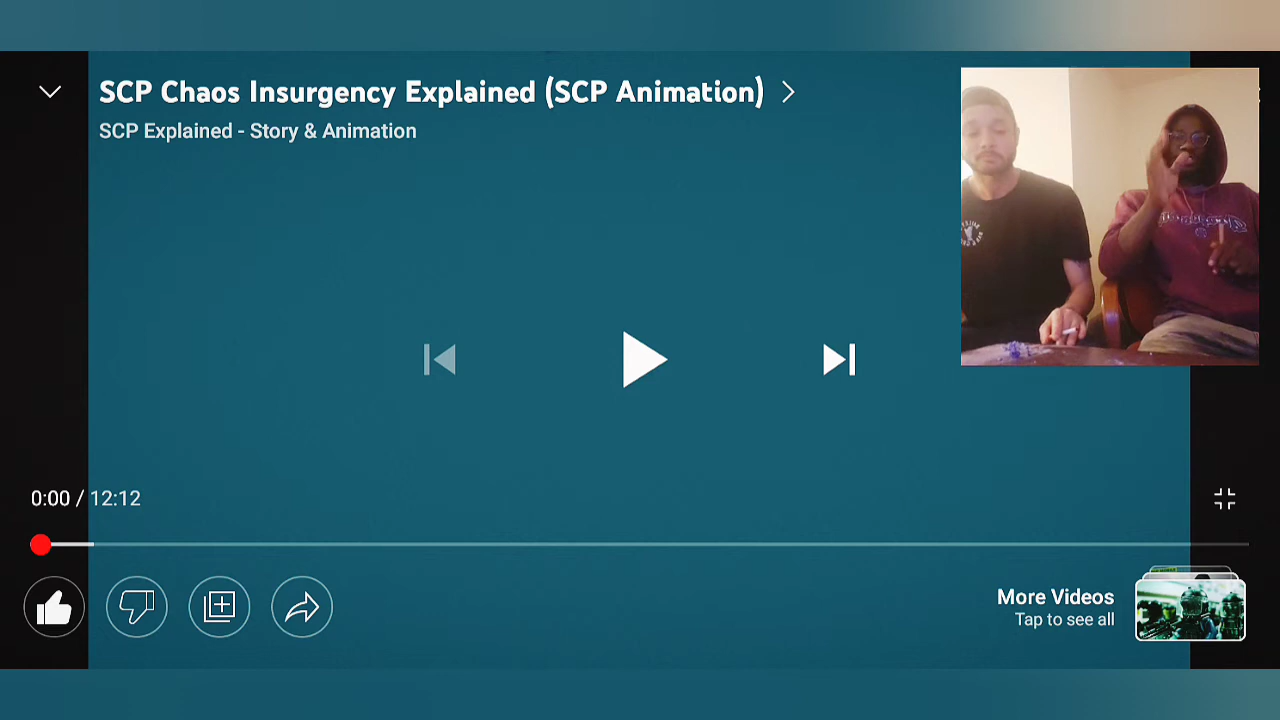 SCP Chaos Insurgency Explained (SCP Animation)
SCP Explained - Story & Animation
0:00 / 12:12
More Videos
Tap to see all